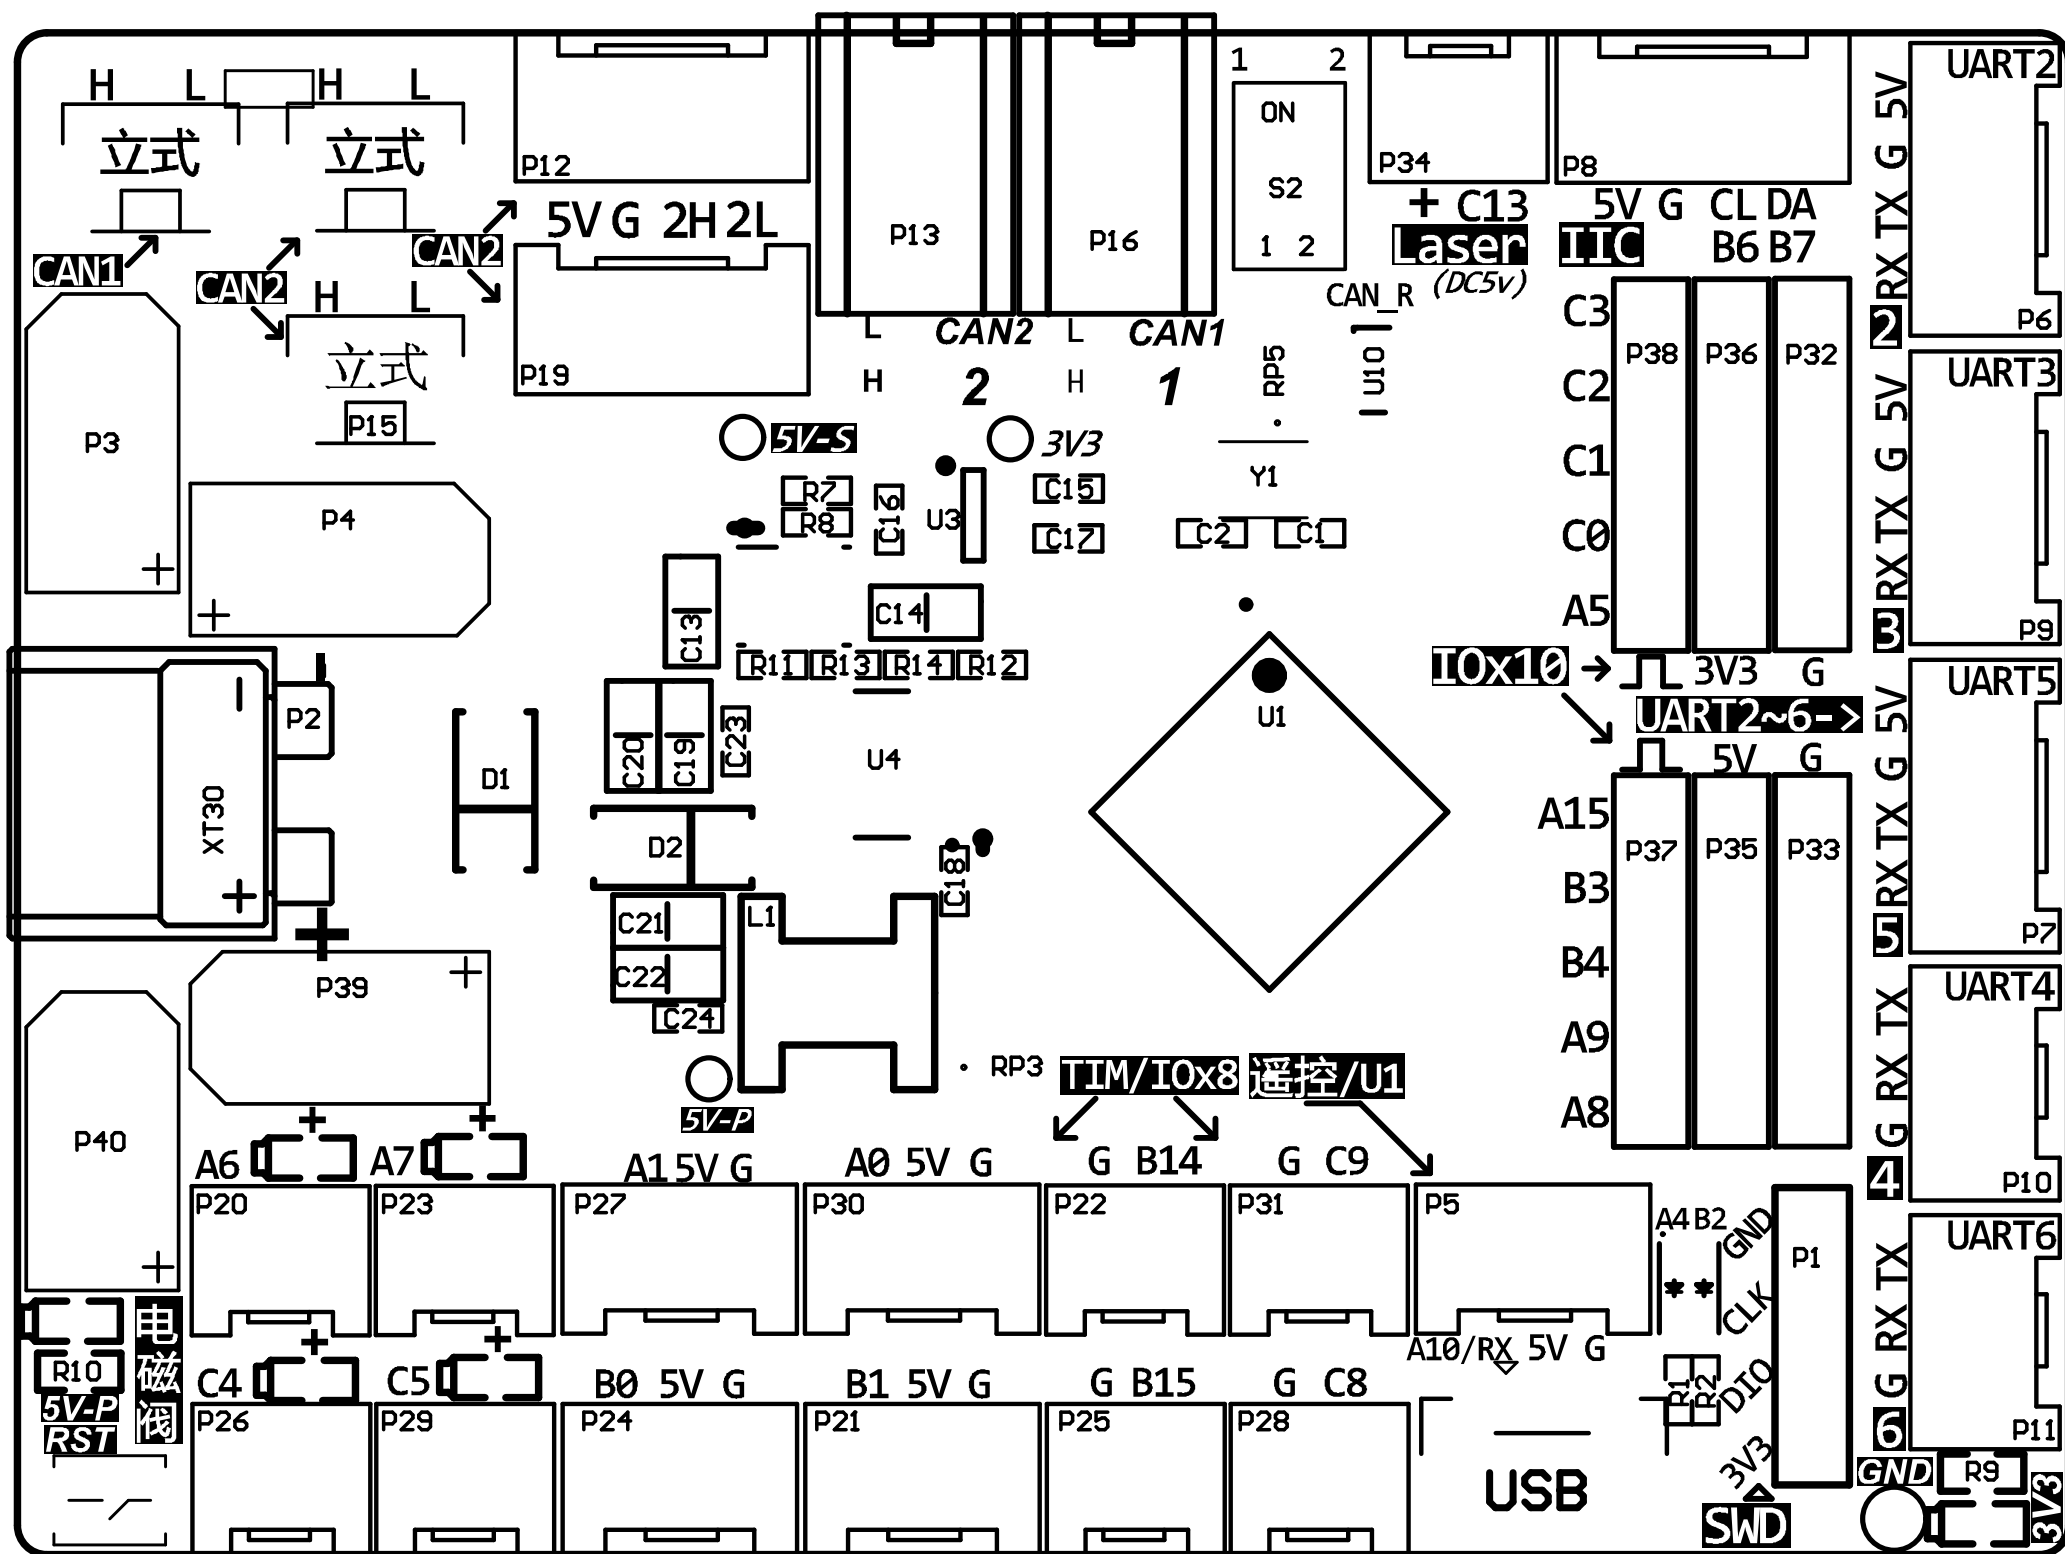 H L H L
立式 立式
CAN1
CAN2
H L
立式
P15
P12
5V G 2H 2L
CAN2
P19
P13
P16
L CAN2
H 2
L CAN1
H 1
1 2
ON
S2
1 2
CAN_R
P34
+ C13
Laser
(DC5v)
P8
5V G CL DA
IIC B6 B7
UART2
RX TX G 5V
2
P6
UART3
RX TX G 5V
3
P9
UART5
RX TX G 5V
5
P7
UART4
G RX TX
4
P10
UART6
G RX TX
6
P11
C3
C2
C1
C0
A5
P38 P36 P32
IOx10
3V3 G
UART2~6->
5V G
A15
B3
B4
A9
A8
P37 P35 P33
P3
+
P4
+
5V-S
3V3
RP5
U10
Y1
R7
R8
C16
U3
C15
C17
C2 C1
C13
C14
R11 R13 R14 R12
U1
P2
XT30
-
+
-
+
D1
C20 C19 C23
U4
D2
C18
C21
C22
C24
L1
RP3
5V-P
P39
+
P40
+
TIM/IOx8
遥控/U1
A6 +
A7 +
A1 5V G
A0 5V G
G B14
G C9
P20 P23 P27 P30 P22 P31 P5
A10/RX 5V G
A4 B2
* *
GND
CLK
DIO
3V3
P1
R1 R2
SWD
电磁阀
R10
5V-P
RST
C4 +
C5 +
B0 5V G
B1 5V G
G B15
G C8
P26 P29 P24 P21 P25 P28
USB
GND
R9
3V3